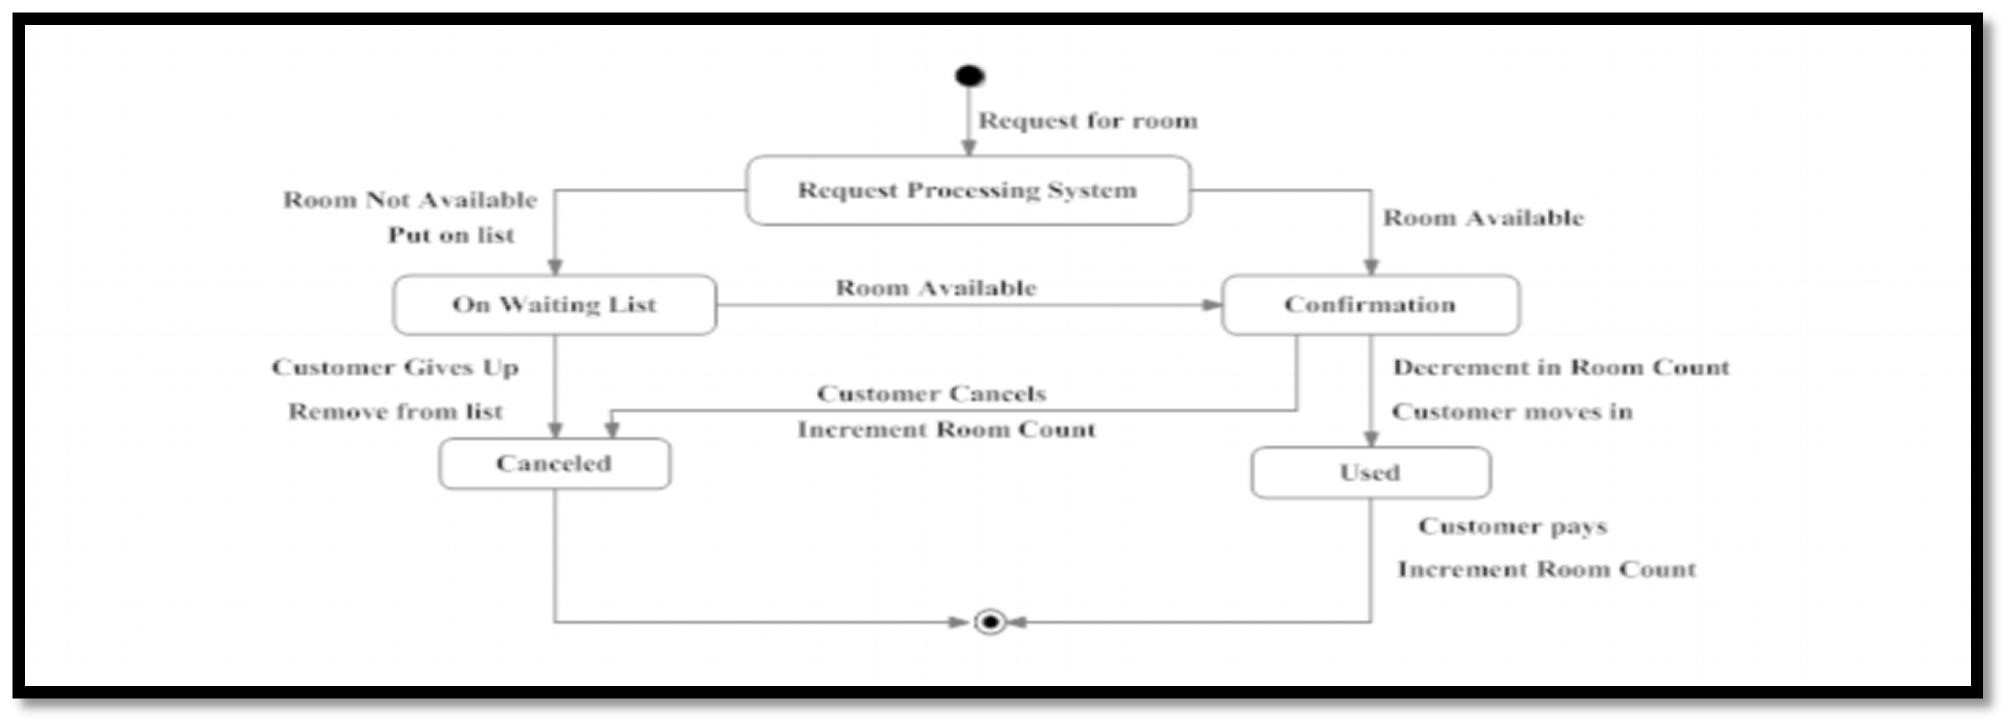 Request for room
Request Processing System
Room Not Available
Put on list
Room Available
On Waiting List
Room Available
Confirmation
Customer Gives Up
Remove from list
Customer Cancels
Increment Room Count
Decrement in Room Count
Customer moves in
Canceled
Used
Customer pays
Increment Room Count